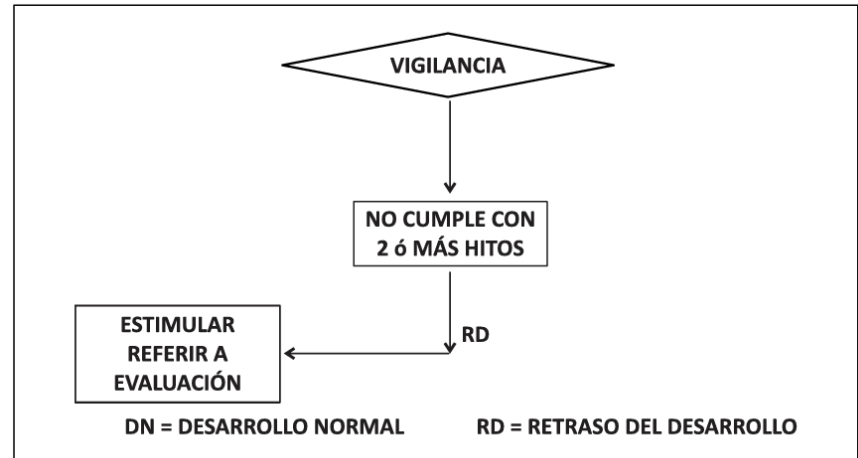 VIGILANCIA
NO CUMPLE CON
2 ó MÁS HITOS
RD
ESTIMULAR
REFERIR A
EVALUACIÓN
DN = DESARROLLO NORMAL
RD = RETRASO DEL DESARROLLO